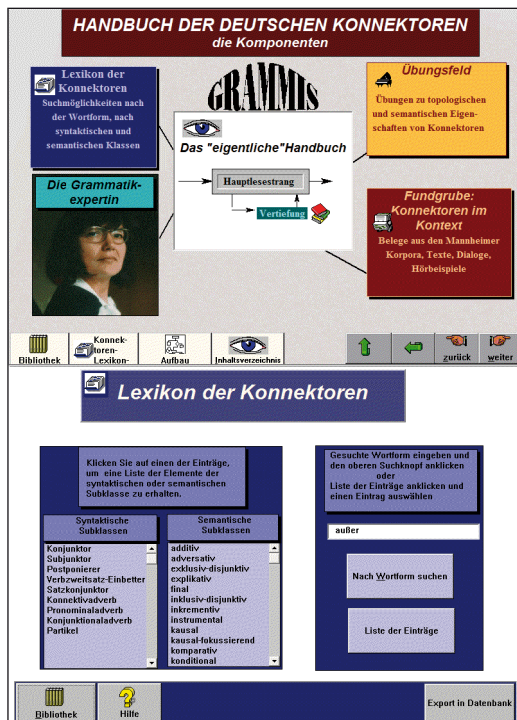 HANDBUCH DER DEUTSCHEN KONNEKTOREN
die Komponenten
Lexikon der
Konnektoren
Suchmöglichkeiten nach
der Wortform, nach
syntaktischen und
semantischen Klassen
GRAMMIS
Das "eigentliche"Handbuch
Hauptlesestrang
Vertiefung
Übungsfeld
Übungen zu topologischen
und semantischen Eigen-
schaften von Konnektoren
Die Grammatik-
expertin
Fundgrube:
Konnektoren im
Kontext
Belege aus den Mannheimer
Korpora, Texte, Dialoge,
Hörbeispiele
Bibliothek
Konnek-
toren-
Lexikon-
Aufbau
Inhaltsverzeichnis
zurück
weiter
Lexikon der Konnektoren
Klicken Sie auf einen der Einträge,
um eine Liste der Elemente der
syntaktischen oder semantischen
Subklasse zu erhalten.
Syntaktische
Subklassen
Konjunktor
Subjunktor
Postponierer
Verbzweitsatz-Einbetter
Satzkonjunktor
Konnektivadverb
Pronominaladverb
Konjunktionaladverb
Partikel
Semantische
Subklassen
additiv
adversativ
exklusiv-disjunktiv
explikativ
final
inklusiv-disjunktiv
inkrementiv
instrumental
kausal
kausal-fokussierend
komparativ
konditional
Gesuchte Wortform eingeben und
den oberen Suchknopf anklicken
oder
Liste der Einträge anklicken und
einen Eintrag auswählen
außer
Nach Wortform suchen
Liste der Einträge
Bibliothek
Hilfe
Export in Datenbank